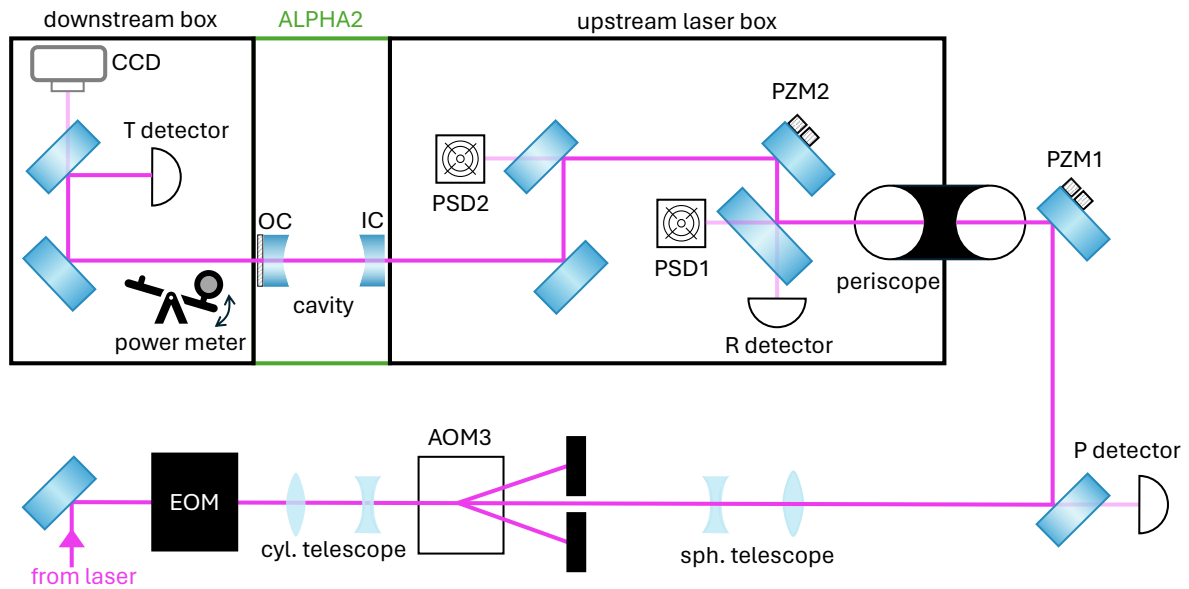 downstream box
ALPHA2
upstream laser box
CCD
PZM2
T detector
PZM1
PSD2
OC
IC
PSD1
periscope
cavity
power meter
R detector
AOM3
P detector
EOM
cyl. telescope
sph. telescope
from laser